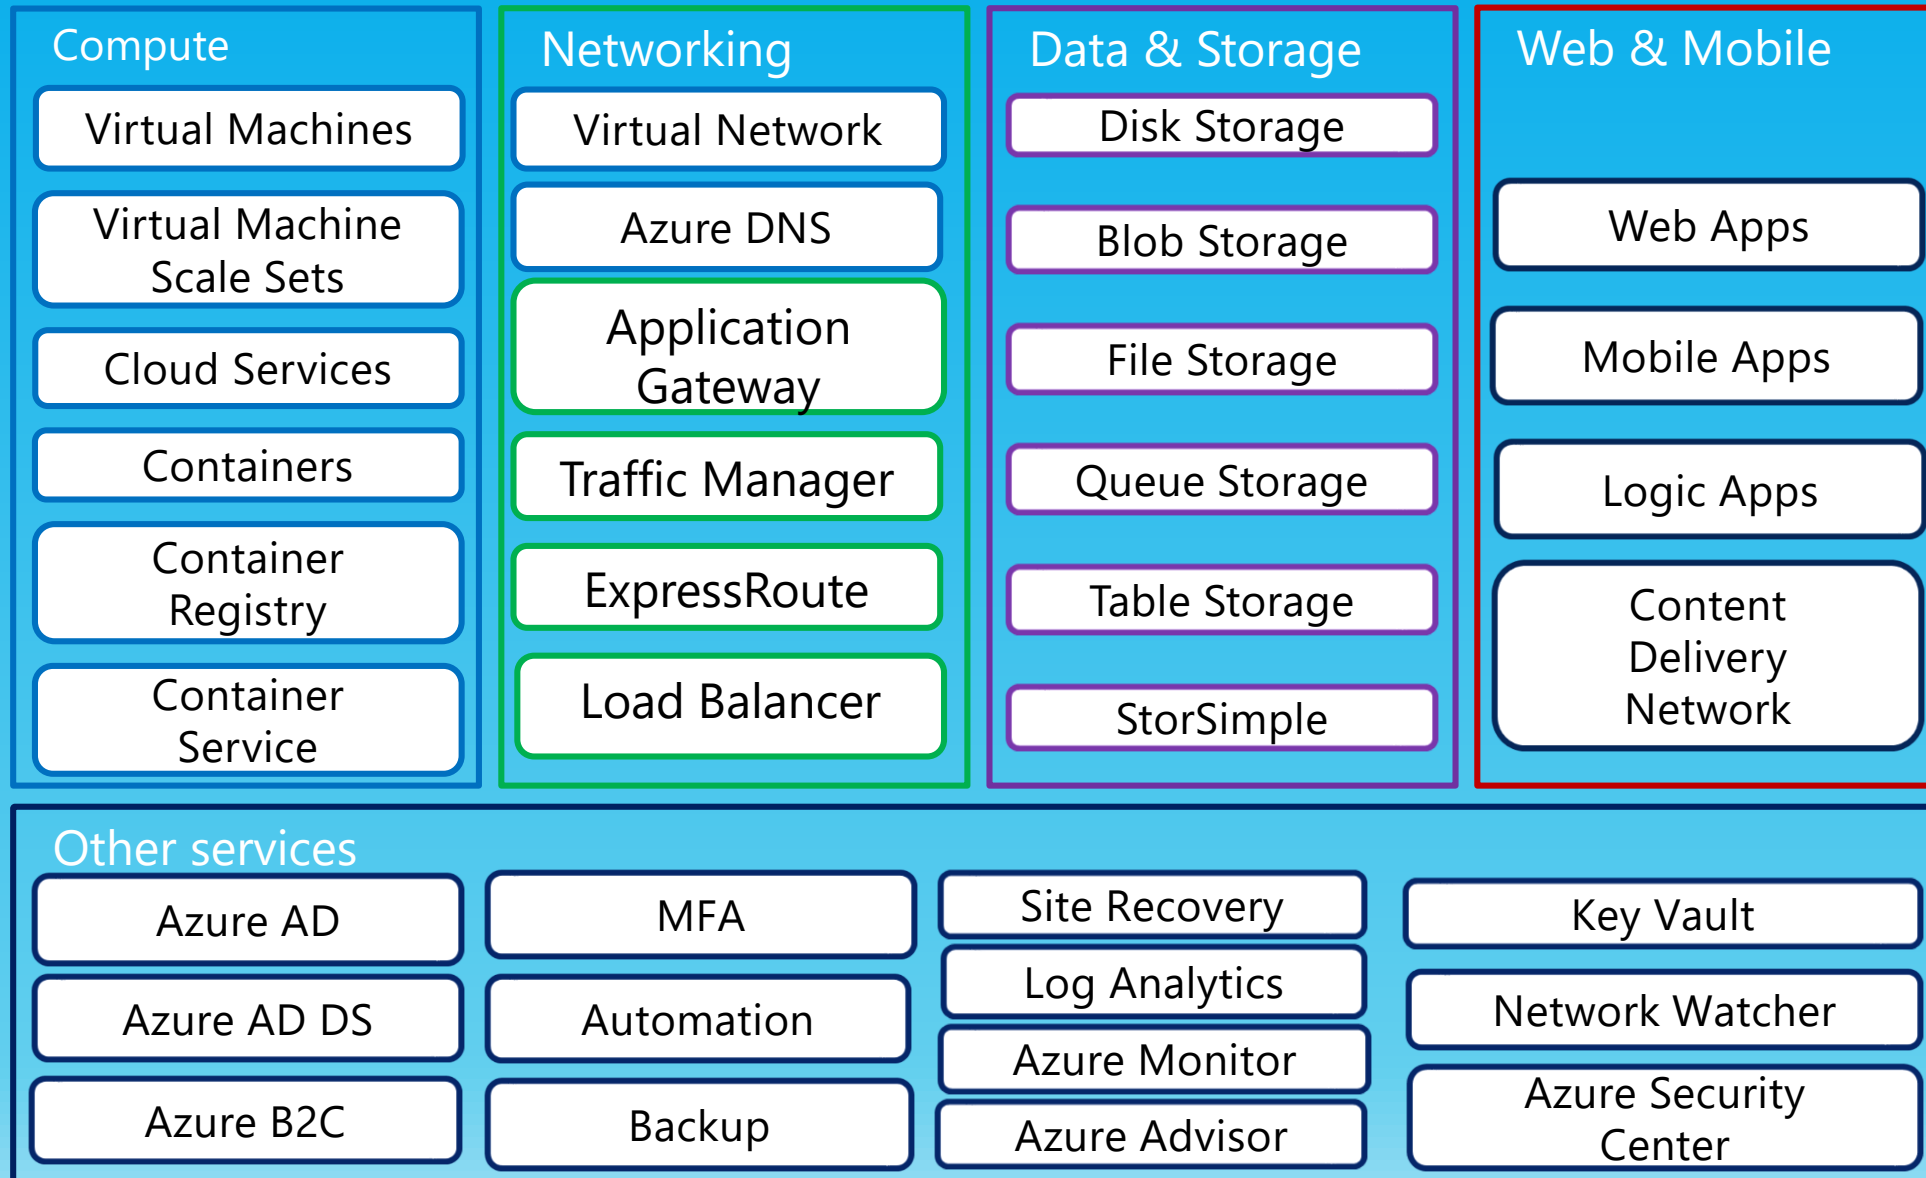 Compute
Virtual Machines
Virtual Machine
Scale Sets
Cloud Services
Containers
Container
Registry
Container
Service
Networking
Virtual Network
Azure DNS
Application
Gateway
Traffic Manager
ExpressRoute
Load Balancer
Data & Storage
Disk Storage
Blob Storage
File Storage
Queue Storage
Table Storage
StorSimple
Web & Mobile
Web Apps
Mobile Apps
Logic Apps
Content
Delivery
Network
Other services
Azure AD
Azure AD DS
Azure B2C
MFA
Automation
Backup
Site Recovery
Log Analytics
Azure Monitor
Azure Advisor
Key Vault
Network Watcher
Azure Security
Center